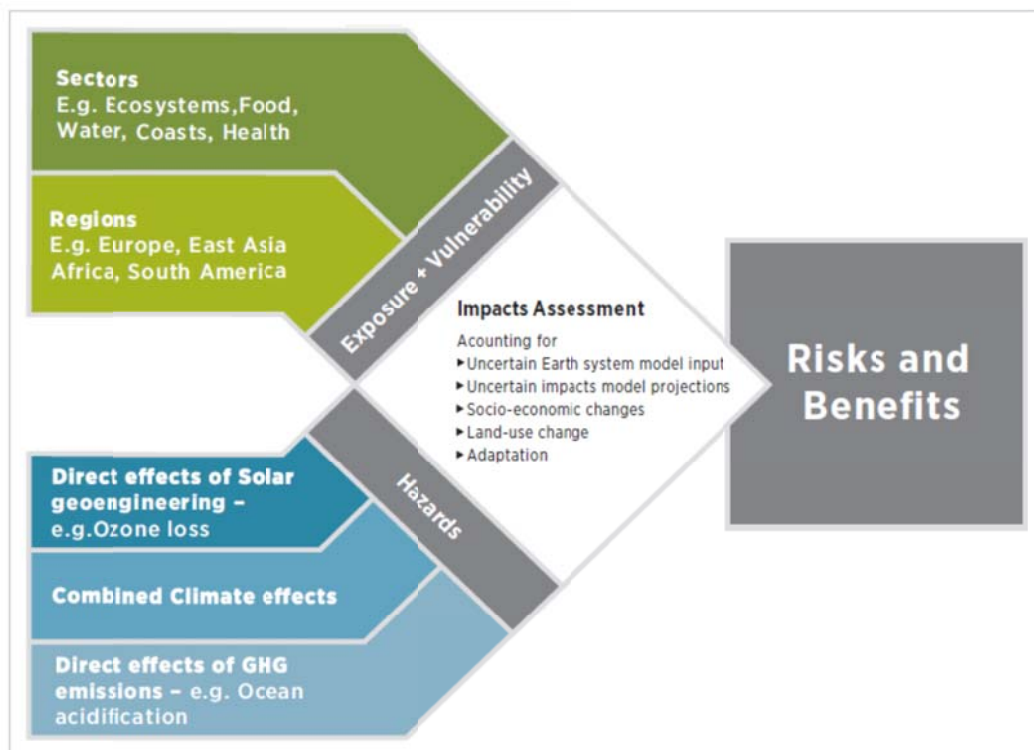 Sectors
E.g. Ecosystems,Food,
Water, Coasts, Health
Regions
E.g. Europe, East Asia
Africa, South America
Exposure + Vulnerability
Impacts Assessment
Acounting for
▸Uncertain Earth system model input
▸Uncertain impacts model projections
▸Socio-economic changes
▸Land-use change
▸Adaptation
Risks and
Benefits
Hazards
Direct effects of Solar
geoengineering –
e.g.Ozone loss
Combined Climate effects
Direct effects of GHG
emissions – e.g. Ocean
acidification